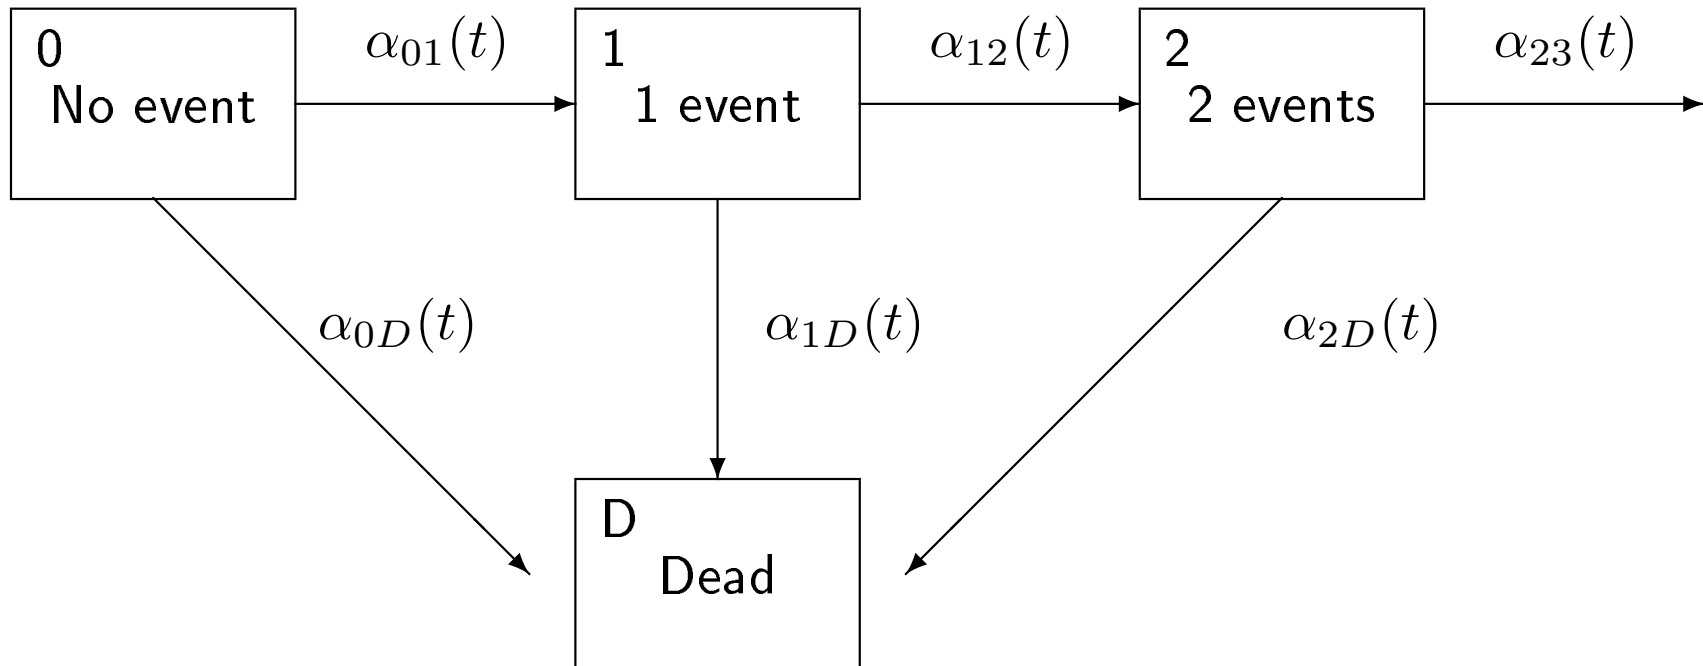 0
No event
α01(t)
1
1 event
α12(t)
2
2 events
α23(t)
α0D(t)
α1D(t)
α2D(t)
D
Dead